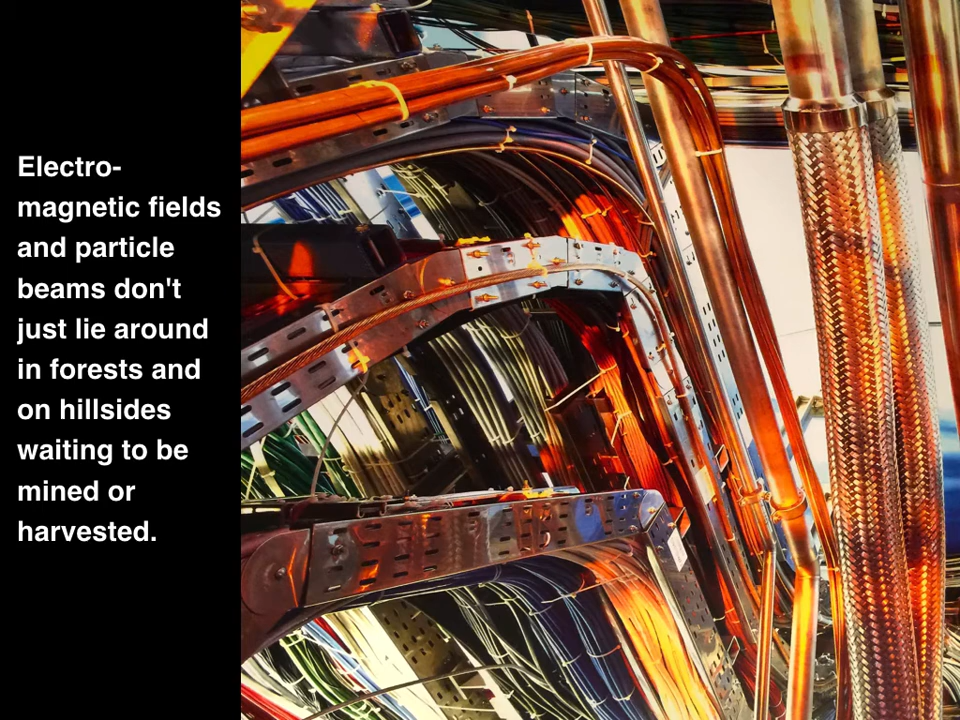 Electro-
magnetic fields
and particle
beams don't
just lie around
in forests and
on hillsides
waiting to be
mined or
harvested.